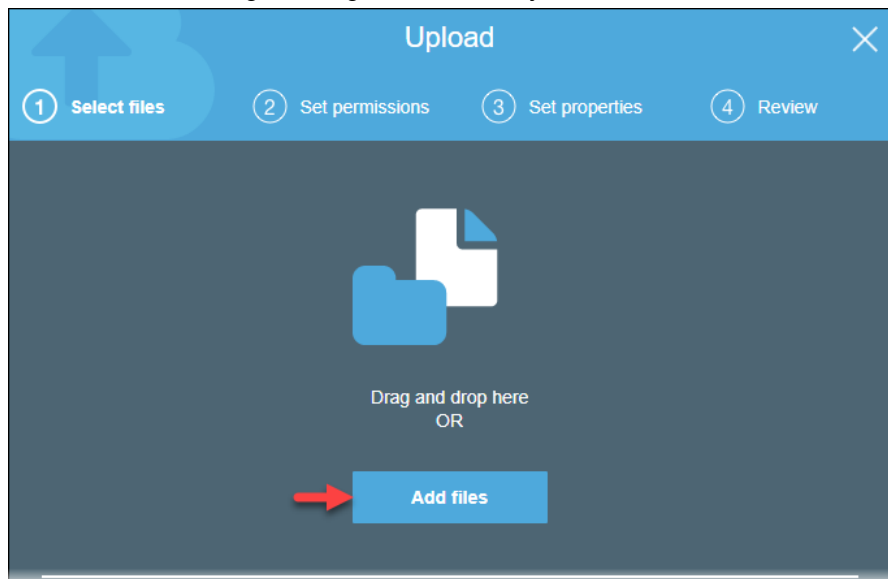 Upload
1 Select files 2 Set permissions 3 Set properties 4 Review
Drag and drop here
OR
Add files